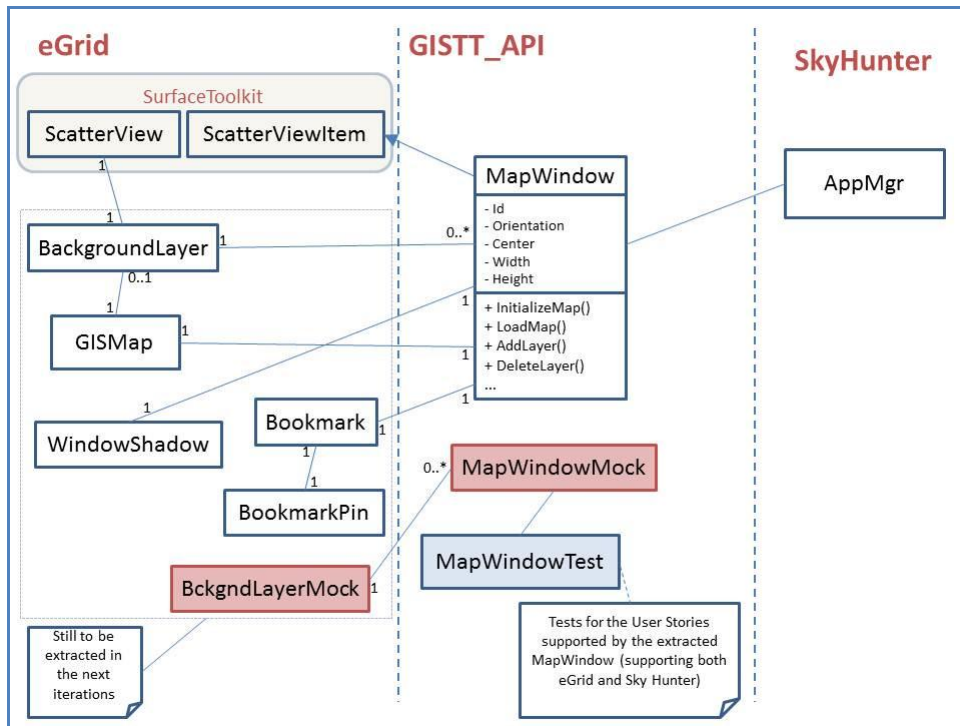 eGrid
GISTT_API
SkyHunter
SurfaceToolkit
ScatterView
ScatterViewItem
1
MapWindow
- Id
- Orientation
- Center
- Width
- Height
+ InitializeMap()
+ LoadMap()
+ AddLayer()
+ DeleteLayer()
...
AppMgr
1
BackgroundLayer
1
0..*
0..1
1
GISMap
1
1
1
1
WindowShadow
Bookmark
1
1
1
1
BookmarkPin
0..*
MapWindowMock
MapWindowTest
BckgndLayerMock
1
Still to be
extracted in
the next
iterations
Tests for the User Stories
supported by the extracted
MapWindow (supporting both
eGrid and Sky Hunter)